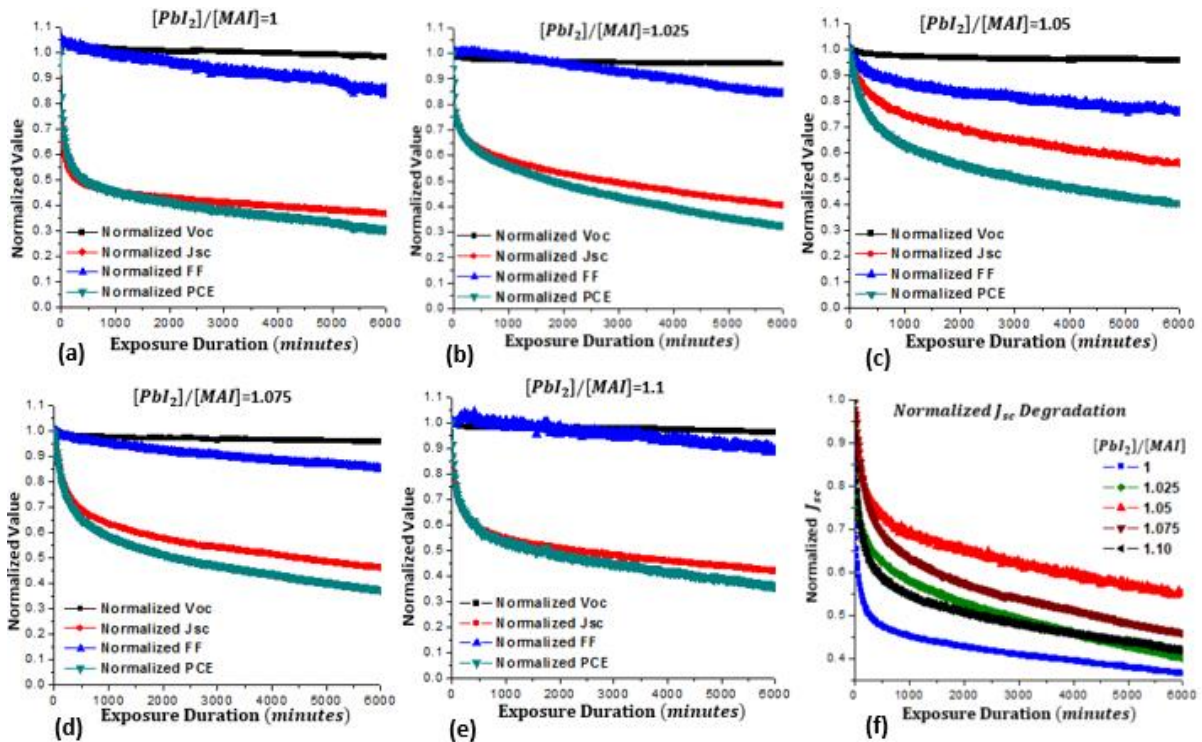 [PbI₂]/[MAI]=1
1.1
1.0
0.9
0.8
0.7
0.6
0.5
0.4
0.3
0.2
0.1
0.0
Normalized Value
Normalized Voc
Normalized Jsc
Normalized FF
Normalized PCE
0 1000 2000 3000 4000 5000 6000
Exposure Duration (minutes)
(a)
[PbI₂]/[MAI]=1.025
1.1
1.0
0.9
0.8
0.7
0.6
0.5
0.4
0.3
0.2
0.1
0.0
Normalized Value
Normalized Voc
Normalized Jsc
Normalized FF
Normalized PCE
0 1000 2000 3000 4000 5000 6000
Exposure Duration (minutes)
(b)
[PbI₂]/[MAI]=1.05
1.1
1.0
0.9
0.8
0.7
0.6
0.5
0.4
0.3
0.2
0.1
0.0
Normalized Value
Normalized Voc
Normalized Jsc
Normalized FF
Normalized PCE
0 1000 2000 3000 4000 5000 6000
Exposure Duration (minutes)
(c)
[PbI₂]/[MAI]=1.075
1.1
1.0
0.9
0.8
0.7
0.6
0.5
0.4
0.3
0.2
0.1
0.0
Normalized Value
Normalized Voc
Normalized Jsc
Normalized FF
Normalized PCE
0 1000 2000 3000 4000 5000 6000
Exposure Duration (minutes)
(d)
[PbI₂]/[MAI]=1.1
1.1
1.0
0.9
0.8
0.7
0.6
0.5
0.4
0.3
0.2
0.1
0.0
Normalized Value
Normalized Voc
Normalized Jsc
Normalized FF
Normalized PCE
0 1000 2000 3000 4000 5000 6000
Exposure Duration (minutes)
(e)
Normalized J_sc Degradation
[PbI₂]/[MAI]
1
1.025
1.05
1.075
1.10
1.0
0.9
0.8
0.7
0.6
0.5
0.4
Normalized J_sc
0 1000 2000 3000 4000 5000 6000
Exposure Duration (minutes)
(f)